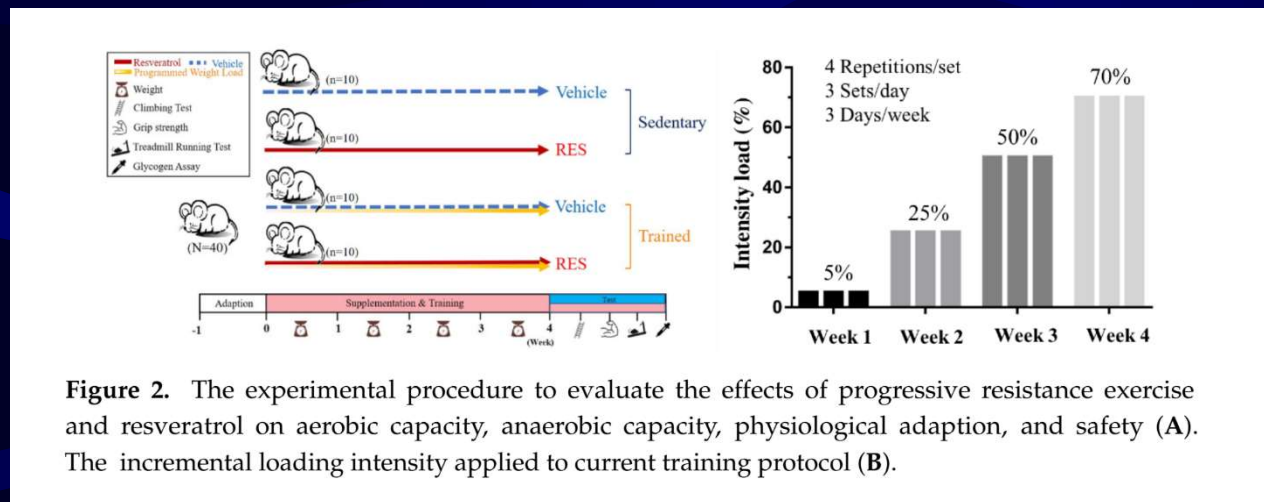 Resveratrol Vehicle
Programmed Weight Load
Weight
Climbing Test
Grip strength
Treadmill Running Test
Glycogen Assay
(N=40)
(n=10)
Vehicle
(n=10)
RES
Sedentary
(n=10)
Vehicle
(n=10)
RES
Trained
Adaption
Supplementation & Training
Test
-1
0
1
2
3
4
(Week)
4 Repetitions/set
3 Sets/day
3 Days/week
Intensity load (%)
80
60
40
20
0
5%
25%
50%
70%
Week 1
Week 2
Week 3
Week 4
Figure 2. The experimental procedure to evaluate the effects of progressive resistance exercise
and resveratrol on aerobic capacity, anaerobic capacity, physiological adaption, and safety (A).
The incremental loading intensity applied to current training protocol (B).